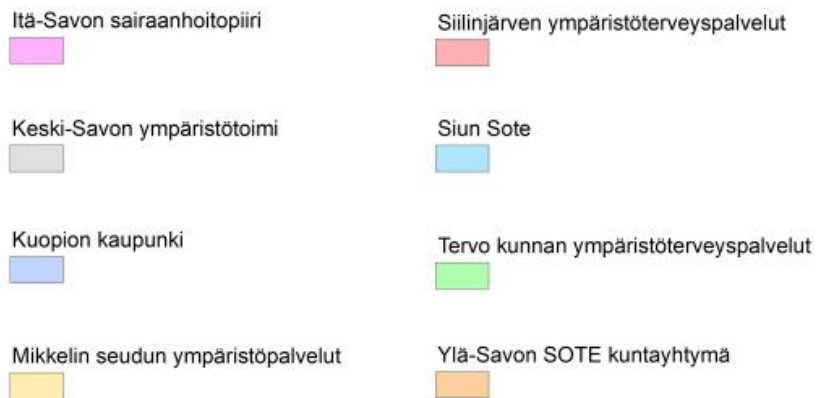 Itä-Savon sairaanhoitopiiri
Keski-Savon ympäristötoimi
Kuopion kaupunki
Mikkelin seudun ympäristöpalvelut
Siilinjärven ympäristöterveyspalvelut
Siun Sote
Tervo kunnan ympäristöterveyspalvelut
Ylä-Savon SOTE kuntayhtymä